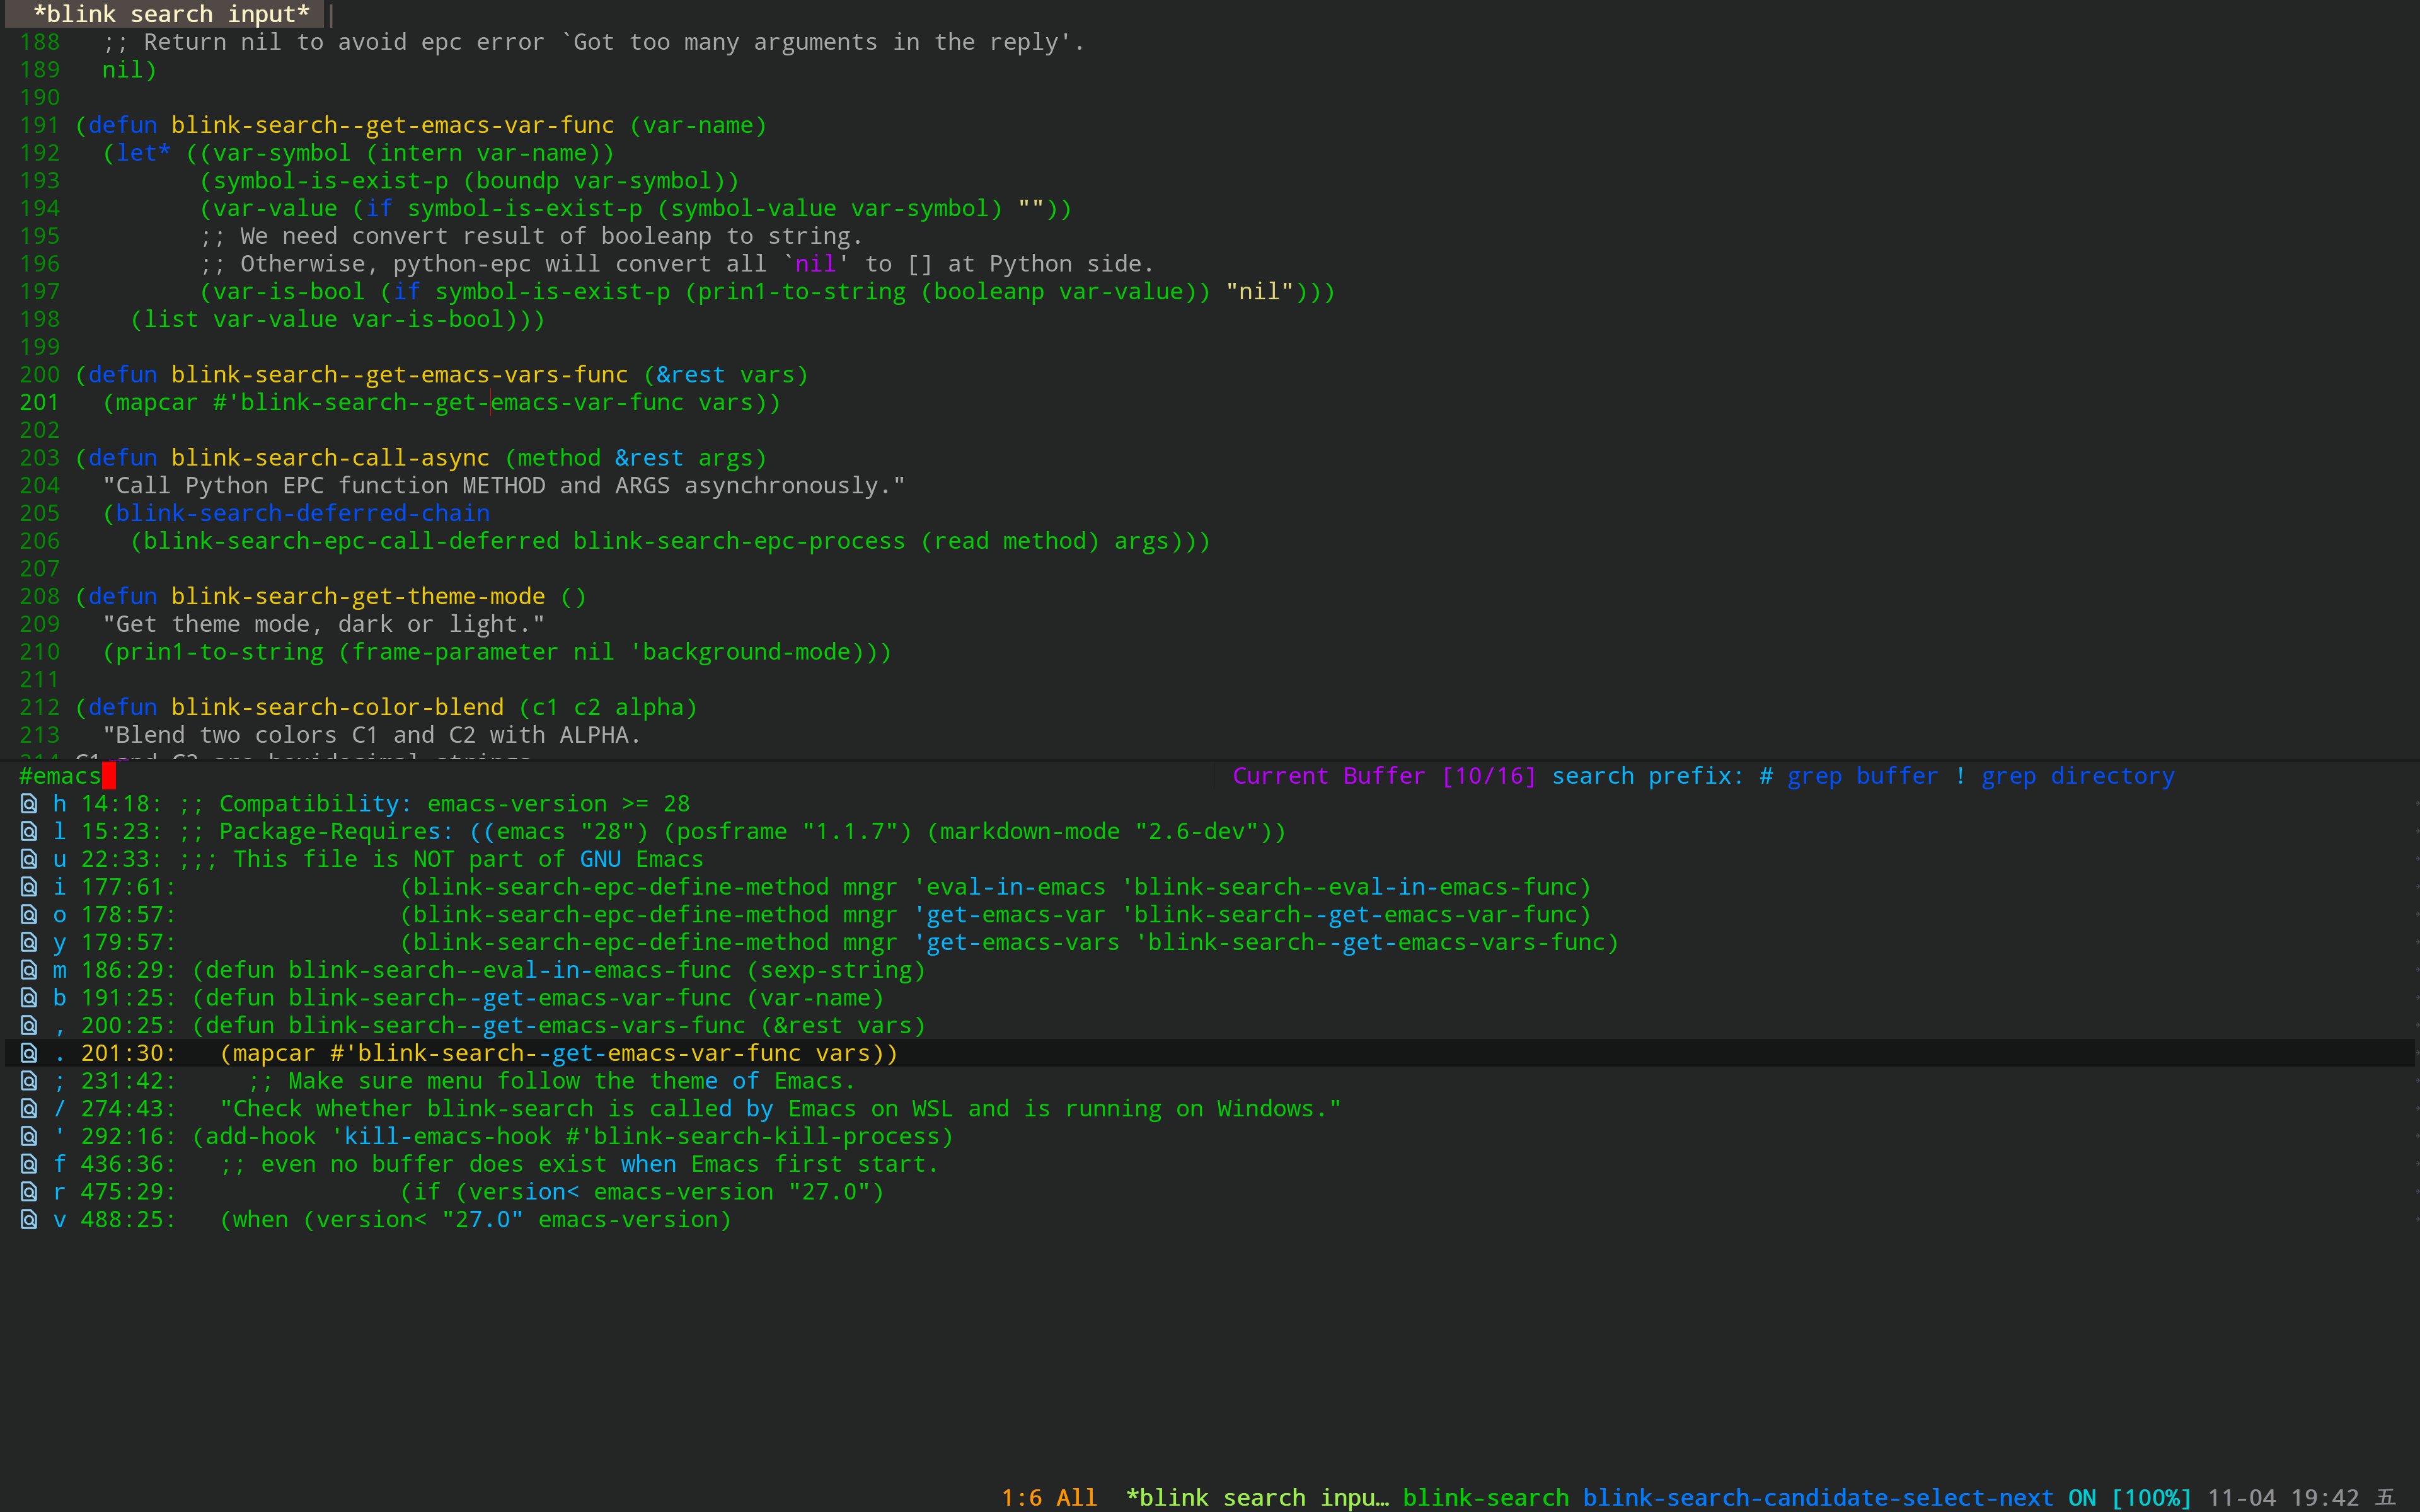 *blink search input*
188 ;; Return nil to avoid epc error `Got too many arguments in the reply'.
189 nil)
190
191 (defun blink-search--get-emacs-var-func (var-name)
192 (let* ((var-symbol (intern var-name))
193 (symbol-is-exist-p (boundp var-symbol))
194 (var-value (if symbol-is-exist-p (symbol-value var-symbol) ""))
195 ;; We need convert result of booleanp to string.
196 ;; Otherwise, python-epc will convert all `nil' to [] at Python side.
197 (var-is-bool (if symbol-is-exist-p (prin1-to-string (booleanp var-value)) "nil")))
198 (list var-value var-is-bool)))
199
200 (defun blink-search--get-emacs-vars-func (&rest vars)
201 (mapcar #'blink-search--get-emacs-var-func vars))
202
203 (defun blink-search-call-async (method &rest args)
204 "Call Python EPC function METHOD and ARGS asynchronously."
205 (blink-search-deferred-chain
206 (blink-search-epc-call-deferred blink-search-epc-process (read method) args)))
207
208 (defun blink-search-get-theme-mode ()
209 "Get theme mode, dark or light."
210 (prin1-to-string (frame-parameter nil 'background-mode)))
211
212 (defun blink-search-color-blend (c1 c2 alpha)
213 "Blend two colors C1 and C2 with ALPHA.
214 C1 and C2 are hexidecimal strings
#emacs Current Buffer [10/16] search prefix: # grep buffer ! grep directory
h 14:18: ;; Compatibility: emacs-version >= 28
l 15:23: ;; Package-Requires: ((emacs "28") (posframe "1.1.7") (markdown-mode "2.6-dev"))
u 22:33: ;;; This file is NOT part of GNU Emacs
i 177:61: (blink-search-epc-define-method mngr 'eval-in-emacs 'blink-search--eval-in-emacs-func)
o 178:57: (blink-search-epc-define-method mngr 'get-emacs-var 'blink-search--get-emacs-var-func)
y 179:57: (blink-search-epc-define-method mngr 'get-emacs-vars 'blink-search--get-emacs-vars-func)
m 186:29: (defun blink-search--eval-in-emacs-func (sexp-string)
b 191:25: (defun blink-search--get-emacs-var-func (var-name)
, 200:25: (defun blink-search--get-emacs-vars-func (&rest vars)
. 201:30: (mapcar #'blink-search--get-emacs-var-func vars))
; 231:42: ;; Make sure menu follow the theme of Emacs.
/ 274:43: "Check whether blink-search is called by Emacs on WSL and is running on Windows."
' 292:16: (add-hook 'kill-emacs-hook #'blink-search-kill-process)
f 436:36: ;; even no buffer does exist when Emacs first start.
r 475:29: (if (version< emacs-version "27.0")
v 488:25: (when (version< "27.0" emacs-version)
1:6 All *blink search inpu… blink-search blink-search-candidate-select-next ON [100%] 11-04 19:42 五